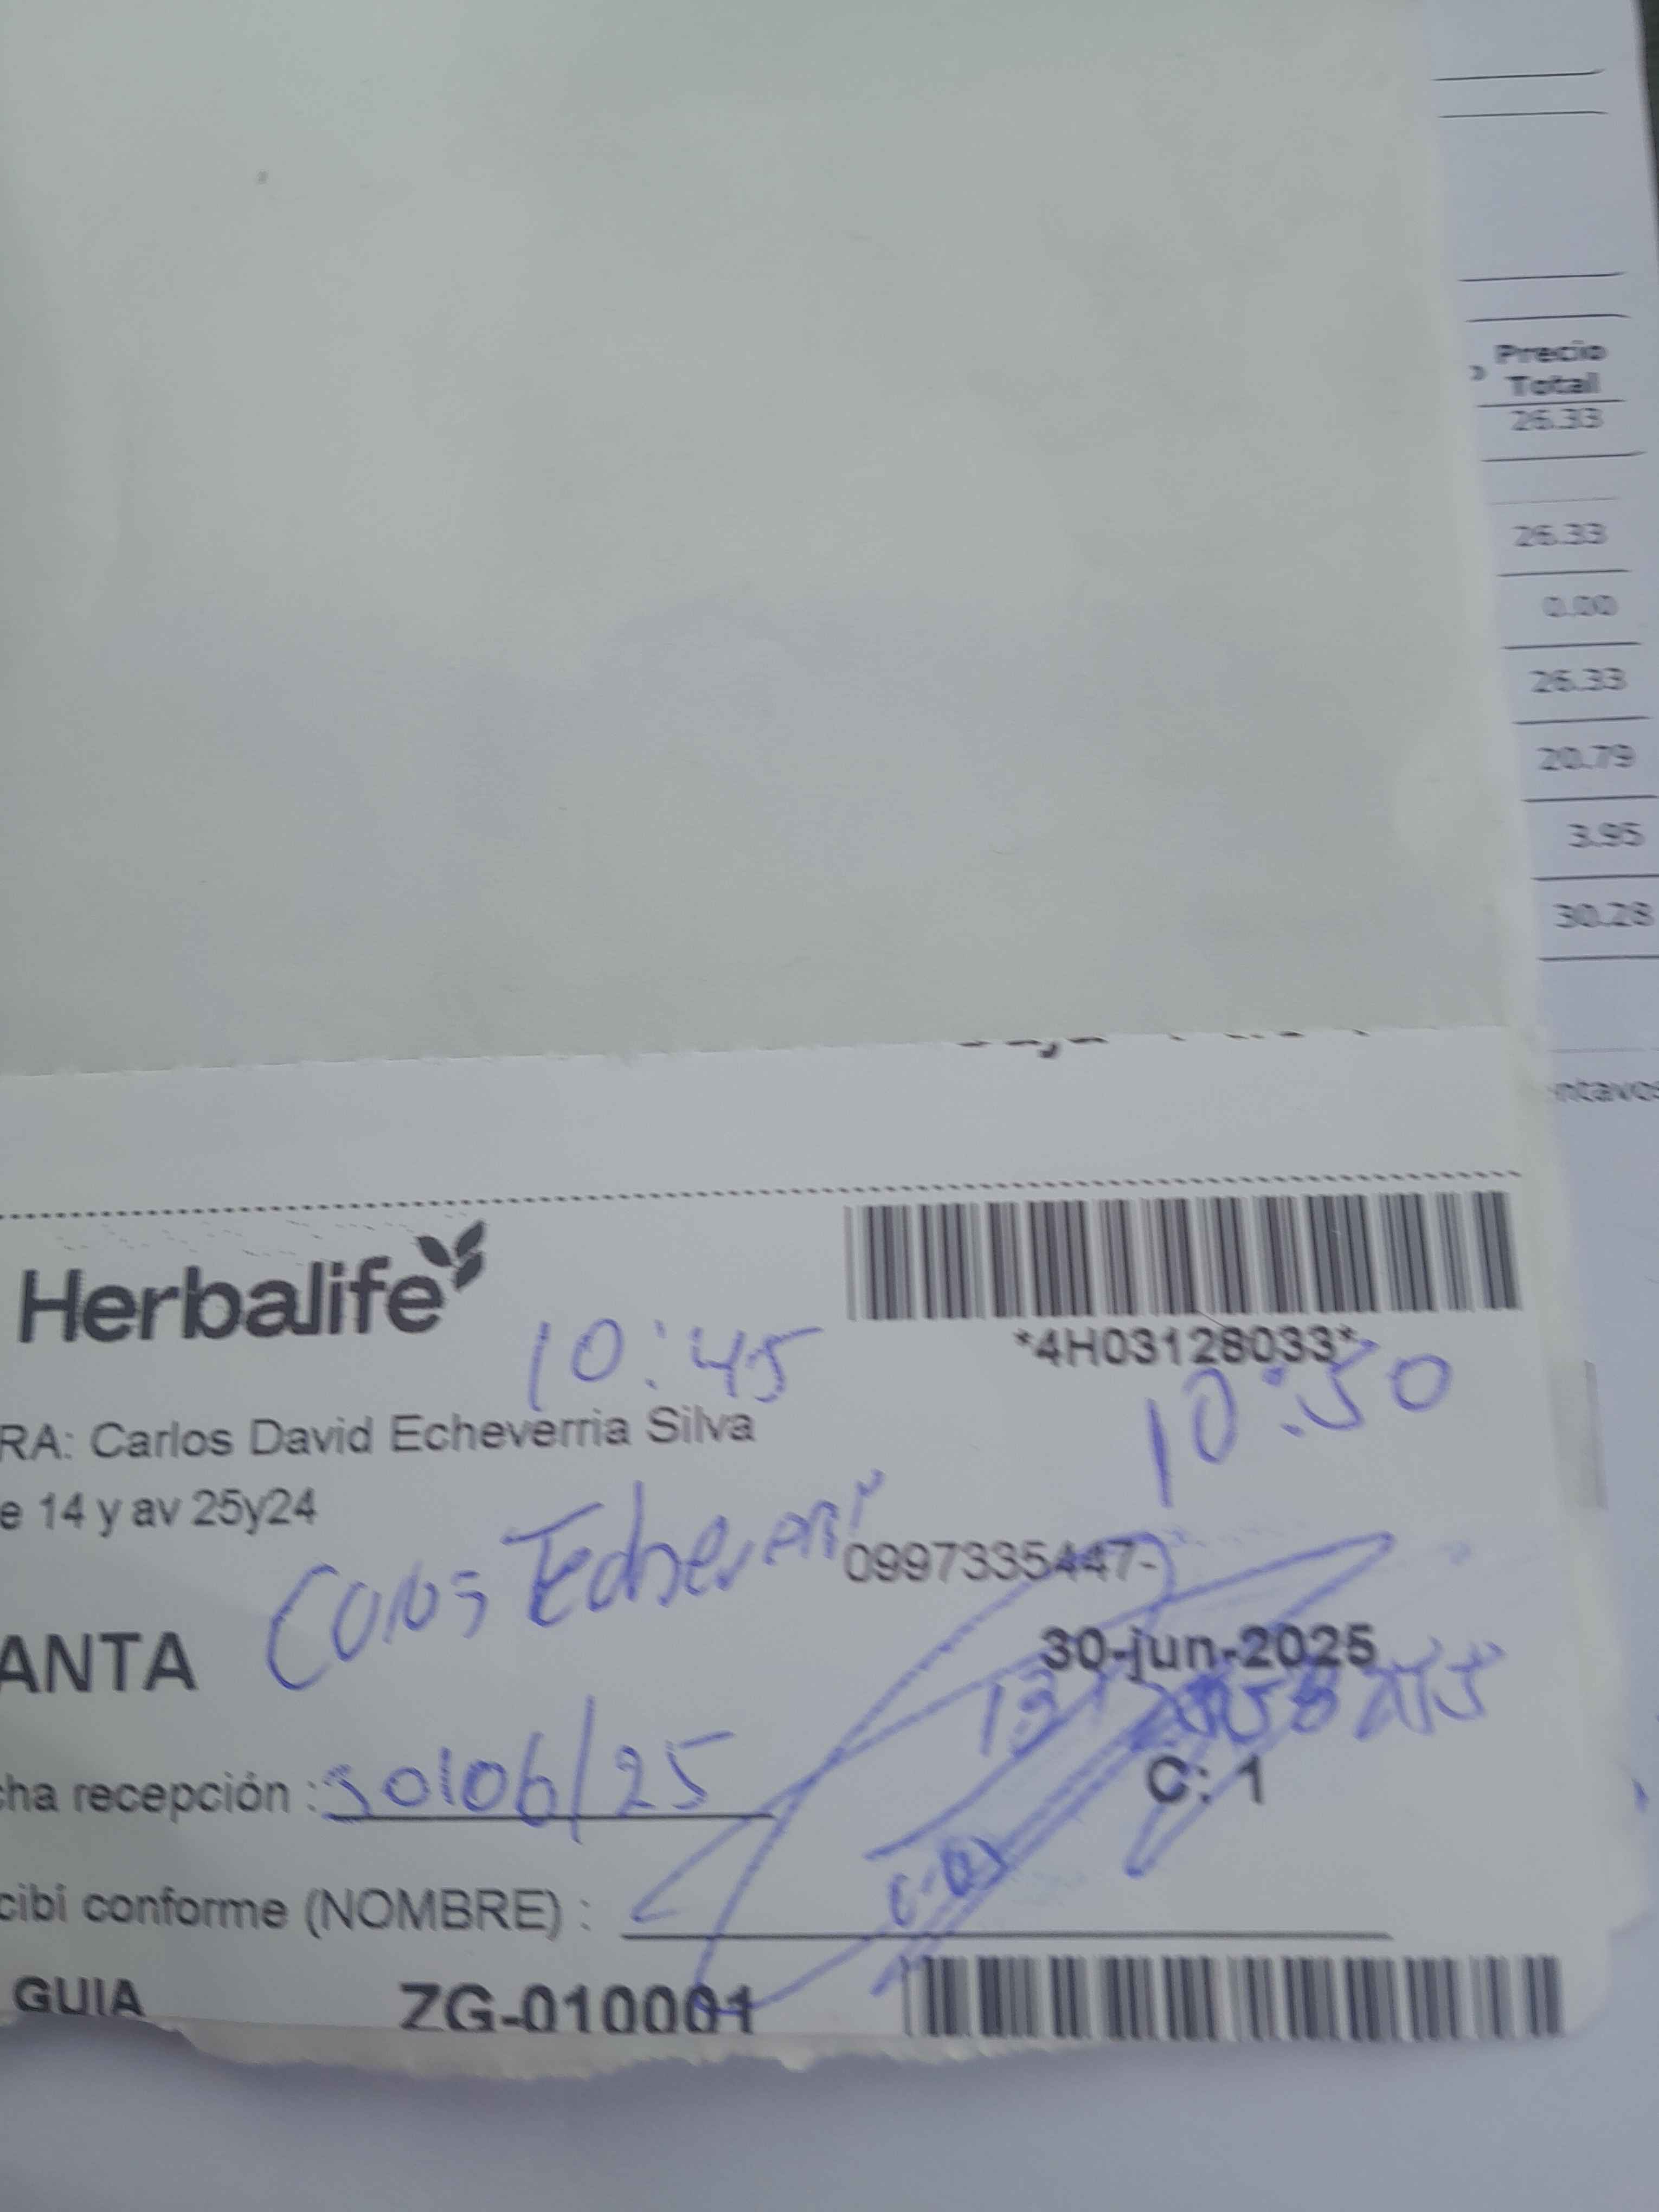 Precio
Total
26.33
26.33
0.00
26.33
20.79
3.95
30.28
ntavos
Herbalife
*4H03128033*
10:45
10:50
RA: Carlos David Echeverria Silva
e 14 y av 25y24
0997335447-
ANTA
30-jun-2025
C: 1
cha recepción : 30/06/25
cibí conforme (NOMBRE) :
GUIA ZG-010001